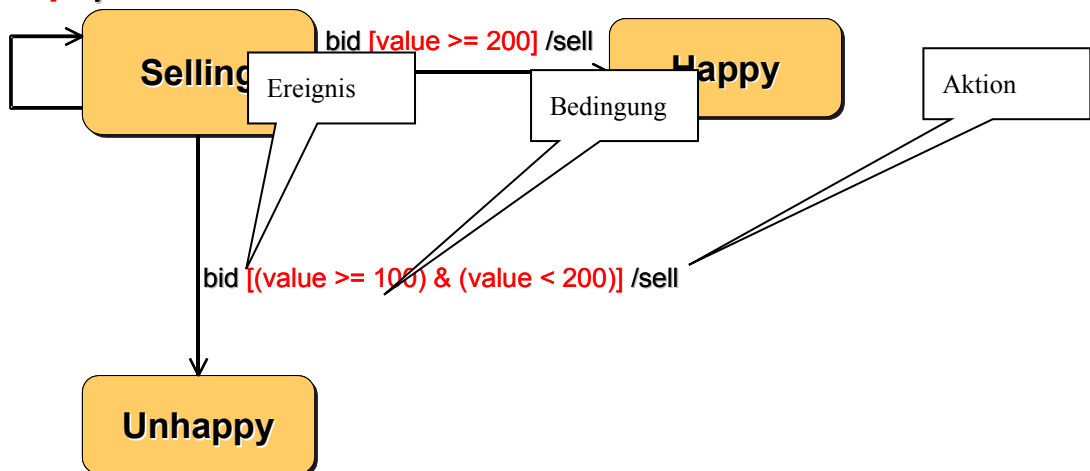 bid [value >= 200] /sell
Selling
Happy
Ereignis
Bedingung
Aktion
bid [(value >= 100) & (value < 200)] /sell
Unhappy